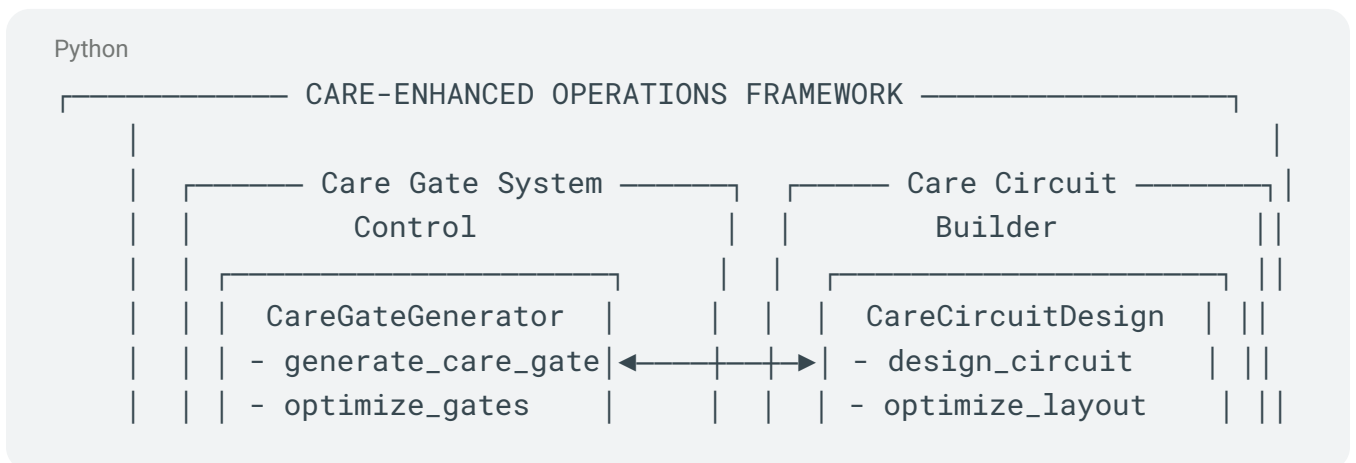 Python
CARE-ENHANCED OPERATIONS FRAMEWORK
Care Gate System Care Circuit
Control Builder
CareGateGenerator CareCircuitDesign
- generate_care_gate - design_circuit
- optimize_gates - optimize_layout